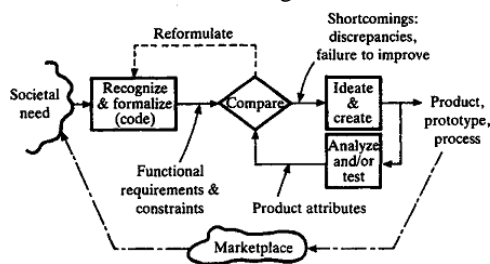 Reformulate
Shortcomings:
discrepancies,
failure to improve
Societal
need
Recognize
& formalize
(code)
Compare
Ideate
&
create
Product,
prototype,
process
Analyze
and/or
test
Functional
requirements &
constraints
Product attributes
Marketplace